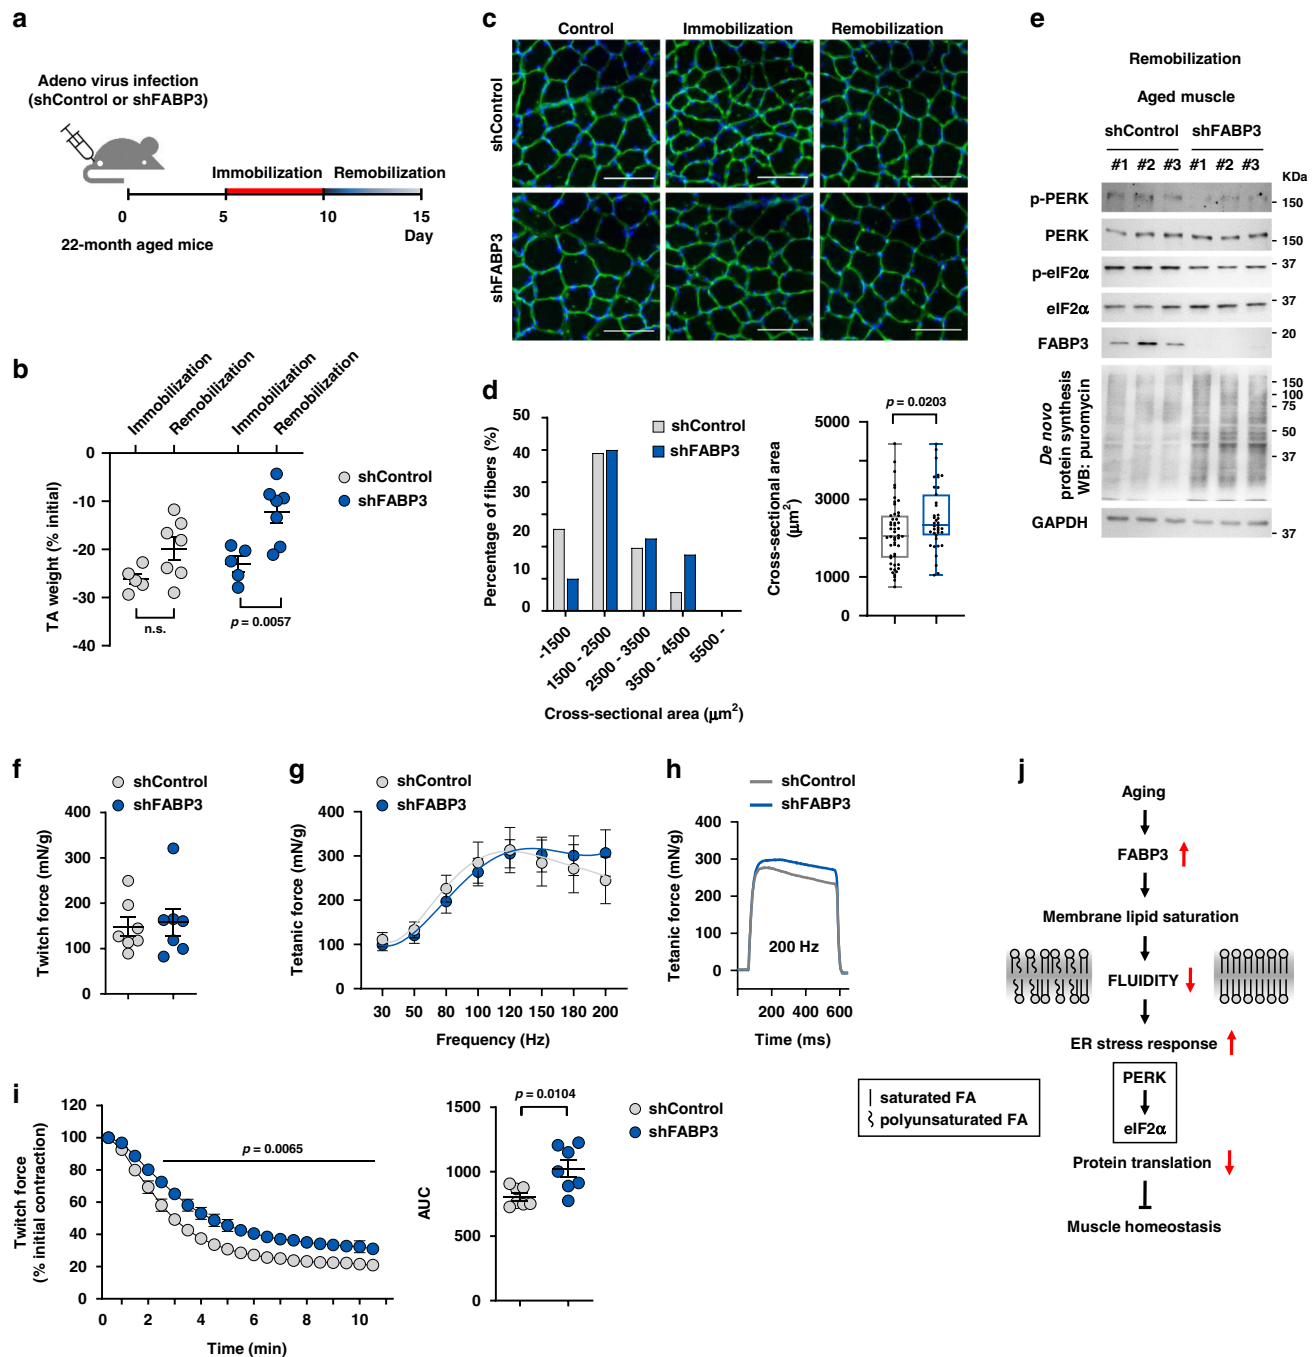 a
Adeno virus infection
(shControl or shFABP3)
Immobilization Remobilization
0 5 10 15
Day
22-month aged mice
b
Immobilization
Remobilization
Immobilization
Remobilization
TA weight (% initial)
0
-10
-20
-30
-40
n.s.
p = 0.0057
shControl
shFABP3
c
Control Immobilization Remobilization
shControl
shFABP3
d
Percentage of fibers (%)
50
40
30
20
10
0
shControl
shFABP3
-1500
1500 - 2500
2500 - 3500
3500 - 4500
5500 -
Cross-sectional area (μm²)
p = 0.0203
Cross-sectional area
(μm²)
5000
3000
1000
0
e
Remobilization
Aged muscle
shControl shFABP3
#1 #2 #3 #1 #2 #3
KDa
p-PERK
150
PERK
150
p-eIF2α
37
eIF2α
37
FABP3
20
De novo
protein synthesis
WB: puromycin
150
100
75
50
37
GAPDH
37
f
shControl
shFABP3
Twitch force (mN/g)
400
300
200
100
0
g
shControl
shFABP3
Tetanic force (mN/g)
400
300
200
100
0
30 50 80 100 120 150 180 200
Frequency (Hz)
h
shControl
shFABP3
Tetanic force (mN/g)
400
300
200
100
0
200 Hz
200 400 600
Time (ms)
i
Twitch force
(% initial contraction)
120
100
80
60
40
20
0
p = 0.0065
0 2 4 6 8 10
Time (min)
p = 0.0104
AUC
1500
1000
500
0
shControl
shFABP3
j
Aging
FABP3
Membrane lipid saturation
FLUIDITY
ER stress response
PERK
eIF2α
Protein translation
Muscle homeostasis
saturated FA
polyunsaturated FA